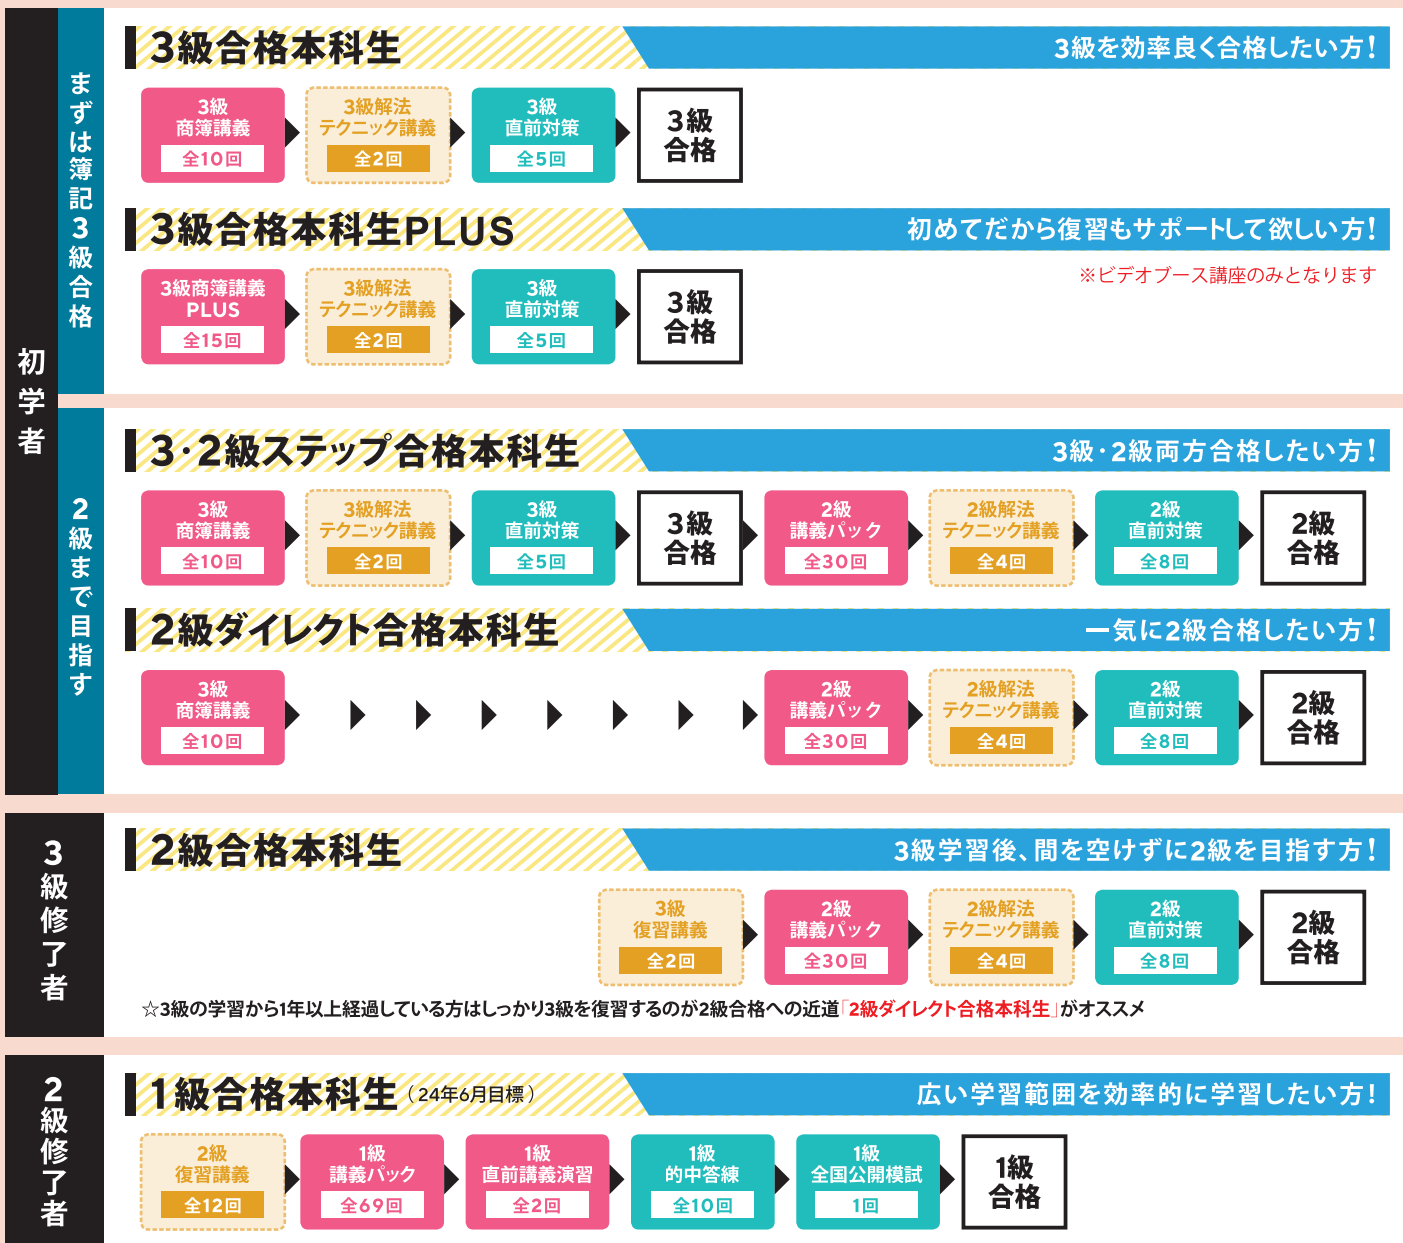 初学者
まずは簿記3級合格
3級合格本科生
3級を効率良く合格したい方！
3級
商簿講義
全10回
3級解法
テクニック講義
全2回
3級
直前対策
全5回
3級
合格
3級合格本科生PLUS
初めてだから復習もサポートして欲しい方！
※ビデオブース講座のみとなります
3級商簿講義
PLUS
全15回
3級解法
テクニック講義
全2回
3級
直前対策
全5回
3級
合格
2級まで目指す
3・2級ステップ合格本科生
3級・2級両方合格したい方！
3級
商簿講義
全10回
3級解法
テクニック講義
全2回
3級
直前対策
全5回
3級
合格
2級
講義パック
全30回
2級解法
テクニック講義
全4回
2級
直前対策
全8回
2級
合格
2級ダイレクト合格本科生
一気に2級合格したい方！
3級
商簿講義
全10回
2級
講義パック
全30回
2級解法
テクニック講義
全4回
2級
直前対策
全8回
2級
合格
3級修了者
2級合格本科生
3級学習後、間を空けずに2級を目指す方！
3級
復習講義
全2回
2級
講義パック
全30回
2級解法
テクニック講義
全4回
2級
直前対策
全8回
2級
合格
☆3級の学習から1年以上経過している方はしっかり3級を復習するのが2級合格への近道「2級ダイレクト合格本科生」がオススメ
2級修了者
1級合格本科生（24年6月目標）
広い学習範囲を効率的に学習したい方！
2級
復習講義
全12回
1級
講義パック
全69回
1級
直前講義演習
全2回
1級
的中答練
全10回
1級
全国公開模試
1回
1級
合格